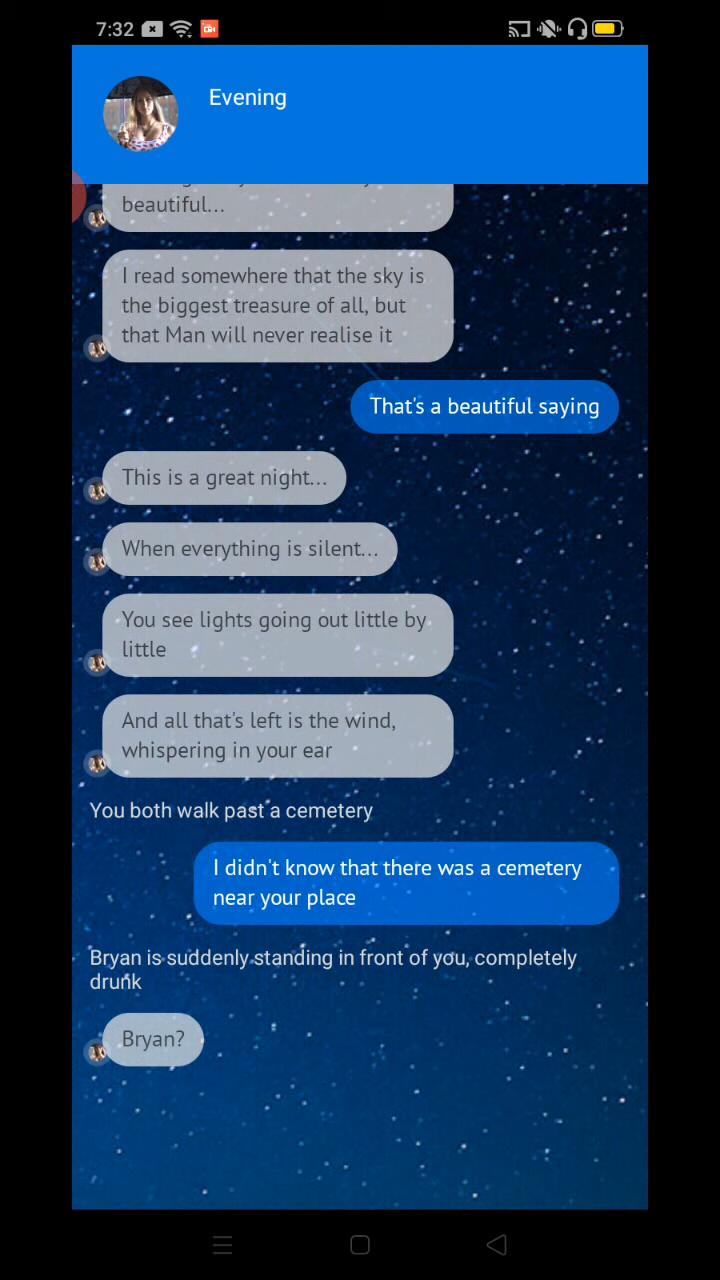 7:32
Evening
beautiful...
I read somewhere that the sky is
the biggest treasure of all, but
that Man will never realise it
That's a beautiful saying
This is a great night...
When everything is silent...
You see lights going out little by
little
And all that's left is the wind,
whispering in your ear
You both walk past a cemetery
I didn't know that there was a cemetery
near your place
Bryan is suddenly standing in front of you, completely
drunk
Bryan?